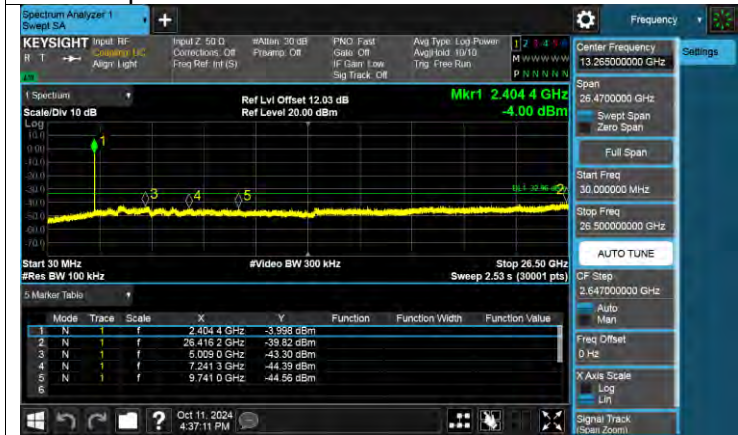 Spectrum Analyzer 1
Swept SA
+
Frequency
KEYSIGHT
Input: RF
Input Z: 50 Ω
#Atten: 30 dB
PNO: Fast
Avg Type: Log-Power
1 2 3 4 5 6
R T
Coupling: DC
Corrections: Off
Preamp: Off
Gate: Off
Avg|Hold: 10/10
M W W W W W
Align: Light
Freq Ref: Int (S)
IF Gain: Low
Trig: Free Run
Sig Track: Off
P N N N N N
Center Frequency
13.265000000 GHz
Settings
Span
26.4700000 GHz
Swept Span
Zero Span
Full Span
Start Freq
30.000000 MHz
Stop Freq
26.500000000 GHz
AUTO TUNE
CF Step
2.647000000 GHz
Auto
Man
Freq Offset
0 Hz
X Axis Scale
Log
Lin
Signal Track
(Span Zoom)
1 Spectrum
Ref Lvl Offset 12.03 dB
Mkr1 2.404 4 GHz
Scale/Div 10 dB
Ref Level 20.00 dBm
-4.00 dBm
Log
10.0
0.00
-10.0
-20.0
-30.0
-40.0
-50.0
-60.0
-70.0
1
2
3
4
5
Start 30 MHz
#Video BW 300 kHz
Stop 26.50 GHz
#Res BW 100 kHz
Sweep 2.53 s (30001 pts)
5 Marker Table
Mode Trace Scale X Y Function Function Width Function Value
1 N 1 f 2.404 4 GHz -3.998 dBm
2 N 1 f 26.416 2 GHz -39.82 dBm
3 N 1 f 5.009 0 GHz -43.30 dBm
4 N 1 f 7.241 3 GHz -44.39 dBm
5 N 1 f 9.741 0 GHz -44.56 dBm
6
?
Oct 11, 2024
4:37:11 PM